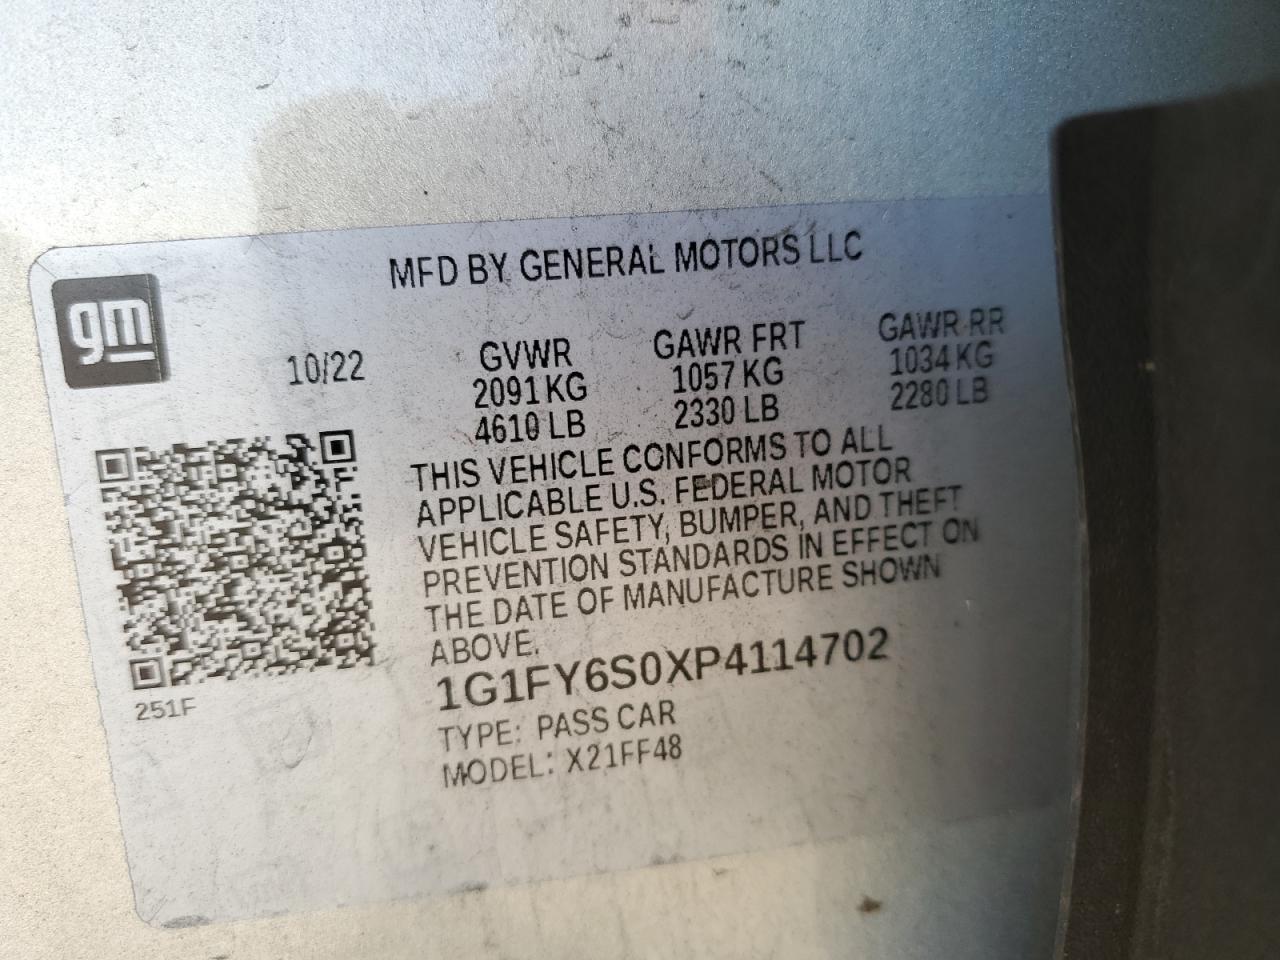 MFD BY GENERAL MOTORS LLC
gm
10/22
GVWR GAWR FRT GAWR RR
2091 KG 1057 KG 1034 KG
4610 LB 2330 LB 2280 LB
THIS VEHICLE CONFORMS TO ALL
APPLICABLE U.S. FEDERAL MOTOR
VEHICLE SAFETY, BUMPER, AND THEFT
PREVENTION STANDARDS IN EFFECT ON
THE DATE OF MANUFACTURE SHOWN
ABOVE.
1G1FY6S0XP4114702
251F
TYPE: PASS CAR
MODEL: X21FF48